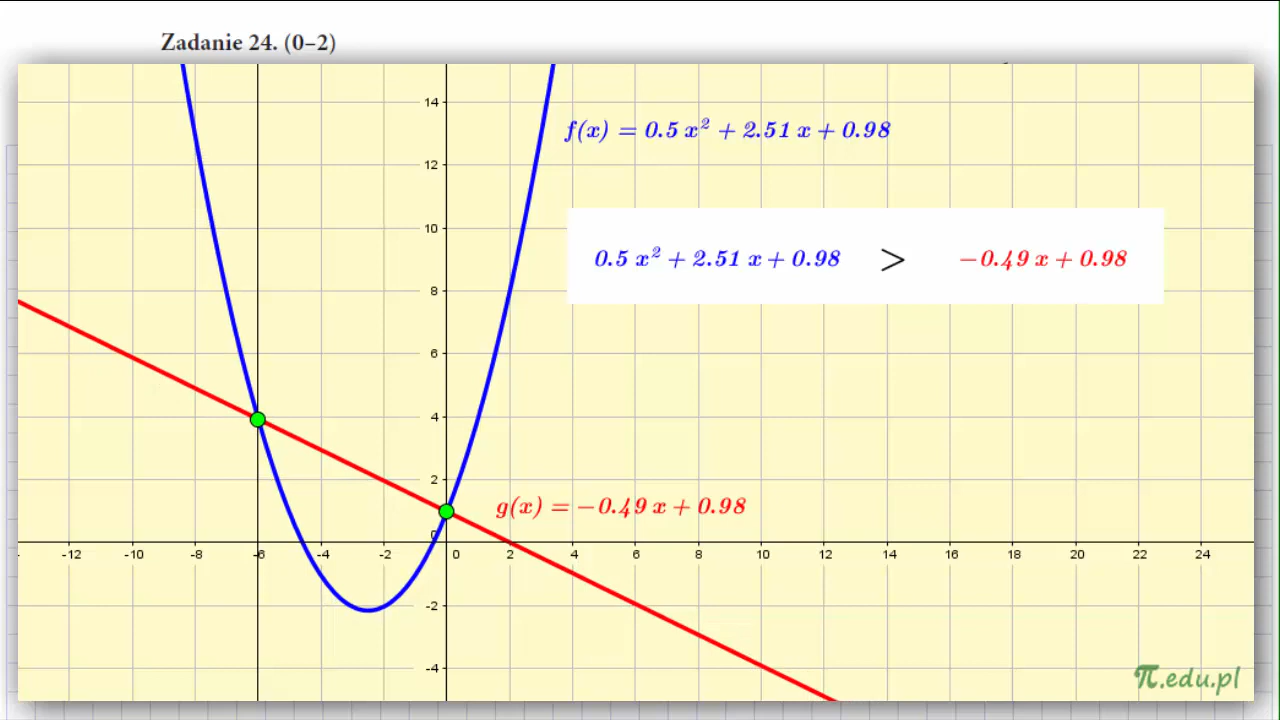 Zadanie 24. (0–2)
14
f(x) = 0.5 x² + 2.51 x + 0.98
12
10
0.5 x² + 2.51 x + 0.98 > −0.49 x + 0.98
8
6
4
2
g(x) = −0.49 x + 0.98
0
-12 -10 -8 -6 -4 -2 0 2 4 6 8 10 12 14 16 18 20 22 24
-2
-4
π.edu.pl